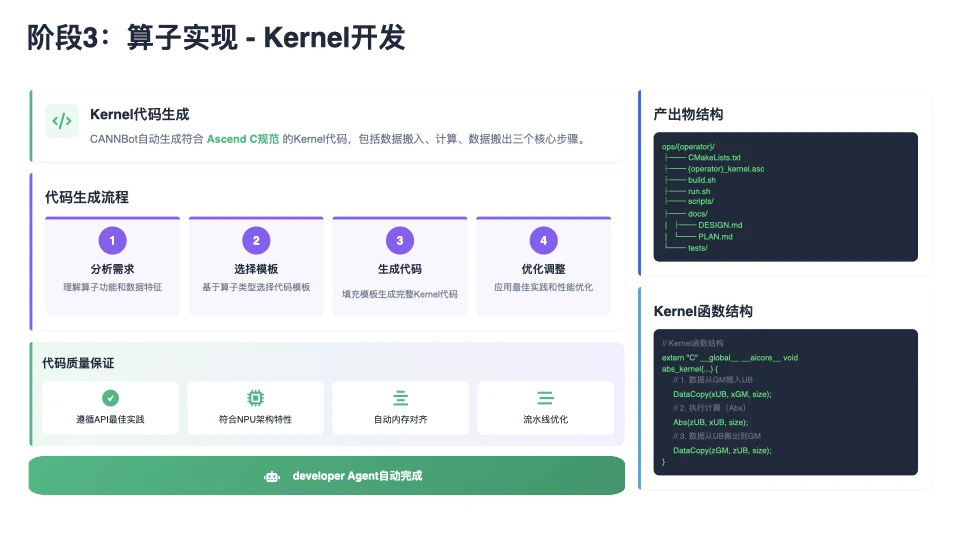 阶段3：算子实现 - Kernel开发
Kernel代码生成
CANNBot自动生成符合 Ascend C规范 的Kernel代码，包括数据搬入、计算、数据搬出三个核心步骤。
代码生成流程
1
分析需求
理解算子功能和数据特征
2
选择模板
基于算子类型选择代码模板
3
生成代码
填充模板生成完整Kernel代码
4
优化调整
应用最佳实践和性能优化
代码质量保证
遵循API最佳实践
符合NPU架构特性
自动内存对齐
流水线优化
developer Agent自动完成
产出物结构
ops/{operator}/
├── CMakeLists.txt
├── {operator}_kernel.asc
├── build.sh
├── run.sh
├── scripts/
├── docs/
│ ├── DESIGN.md
│ └── PLAN.md
└── tests/
Kernel函数结构
// Kernel函数结构
extern "C" __global__ __aicore__ void
abs_kernel(...) {
// 1. 数据从GM搬入UB
DataCopy(xUB, xGM, size);
// 2. 执行计算（Abs）
Abs(zUB, xUB, size);
// 3. 数据从UB搬出到GM
DataCopy(zGM, zUB, size);
}